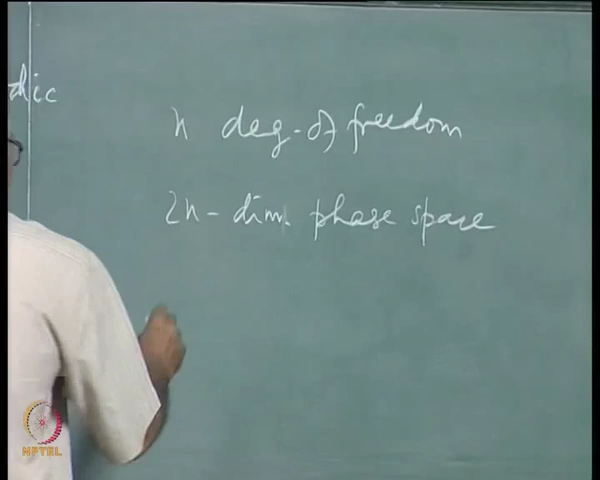 dic
n deg. of freedom
2n - dim. phase space
NPTEL